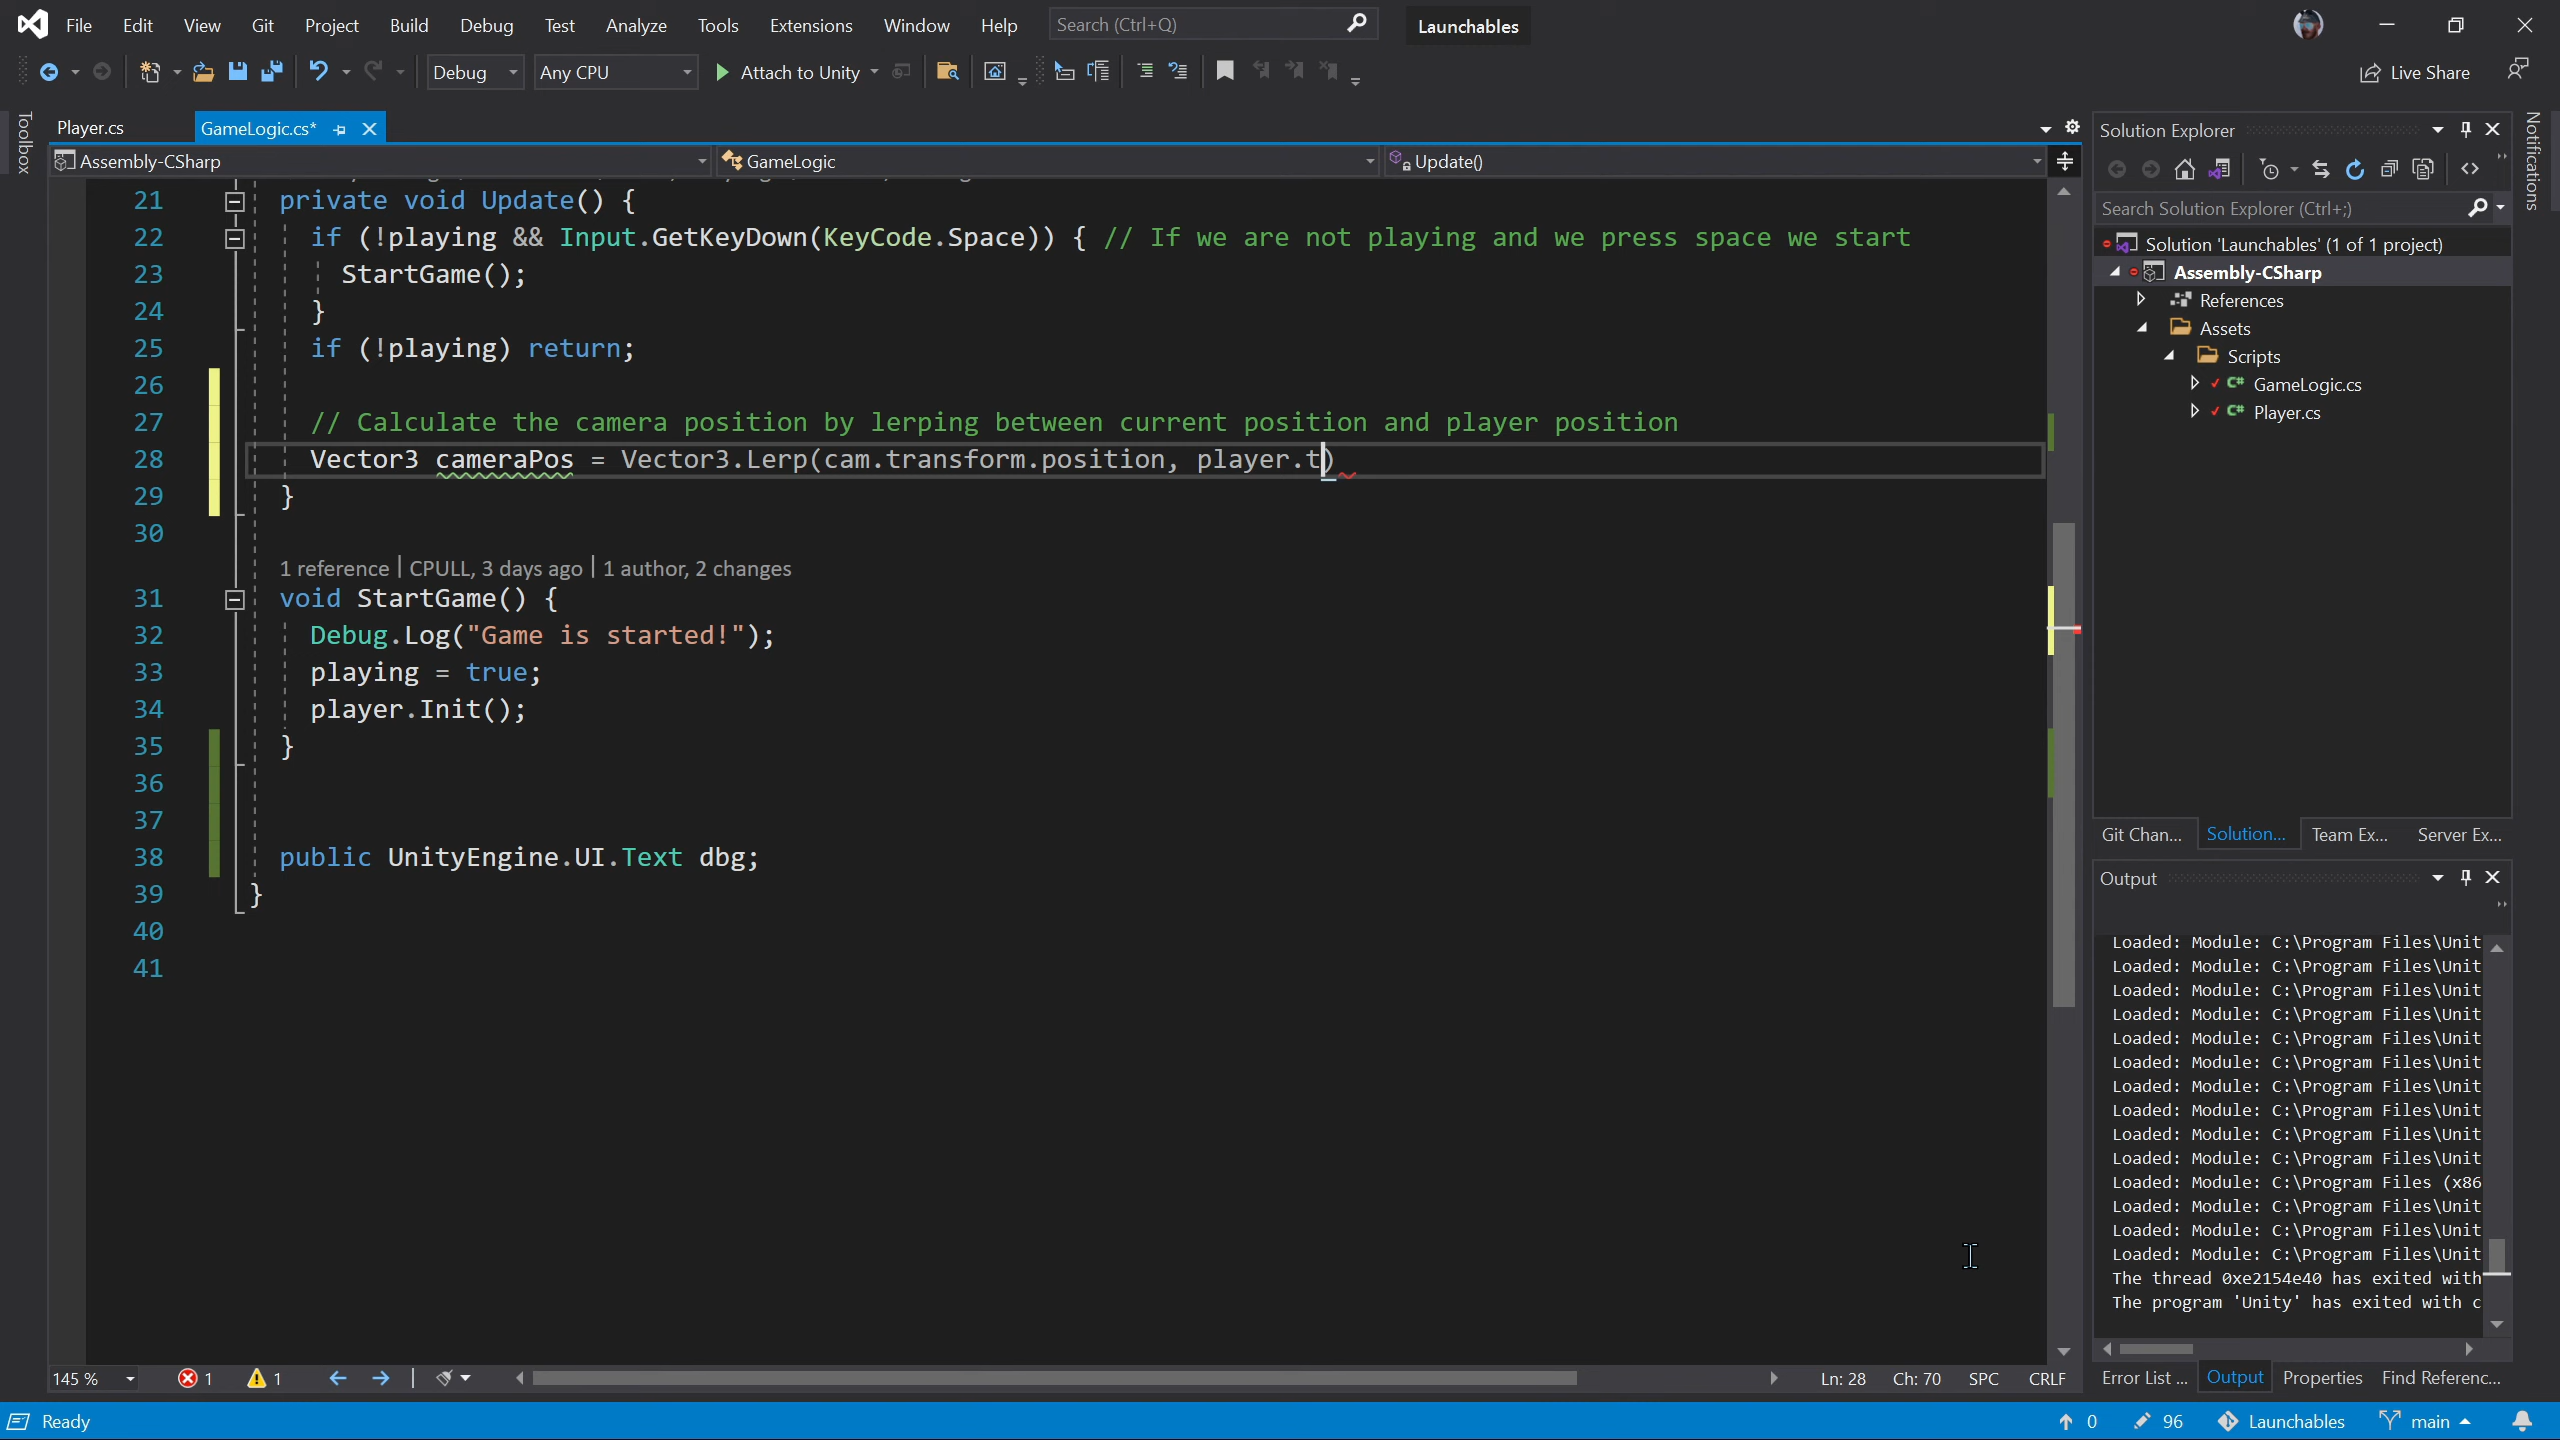 File Edit View Git Project Build Debug Test Analyze Tools Extensions Window Help Search (Ctrl+Q) Launchables
Debug Any CPU Attach to Unity Live Share
Toolbox
Player.cs GameLogic.cs*
Assembly-CSharp GameLogic Update()
21 private void Update() {
22 if (!playing && Input.GetKeyDown(KeyCode.Space)) { // If we are not playing and we press space we start
23 StartGame();
24 }
25 if (!playing) return;
26
27 // Calculate the camera position by lerping between current position and player position
28 Vector3 cameraPos = Vector3.Lerp(cam.transform.position, player.t)
29 }
30
1 reference | CPULL, 3 days ago | 1 author, 2 changes
31 void StartGame() {
32 Debug.Log("Game is started!");
33 playing = true;
34 player.Init();
35 }
36
37
38 public UnityEngine.UI.Text dbg;
39 }
40
41
145 % 1 1 Ln: 28 Ch: 70 SPC CRLF
Solution Explorer
Search Solution Explorer (Ctrl+;)
Solution 'Launchables' (1 of 1 project)
Assembly-CSharp
References
Assets
Scripts
C# GameLogic.cs
C# Player.cs
Git Chan... Solution... Team Ex... Server Ex...
Output
Loaded: Module: C:\Program Files\Unit
Loaded: Module: C:\Program Files\Unit
Loaded: Module: C:\Program Files\Unit
Loaded: Module: C:\Program Files\Unit
Loaded: Module: C:\Program Files\Unit
Loaded: Module: C:\Program Files\Unit
Loaded: Module: C:\Program Files\Unit
Loaded: Module: C:\Program Files\Unit
Loaded: Module: C:\Program Files\Unit
Loaded: Module: C:\Program Files\Unit
Loaded: Module: C:\Program Files (x86
Loaded: Module: C:\Program Files\Unit
Loaded: Module: C:\Program Files\Unit
Loaded: Module: C:\Program Files\Unit
The thread 0xe2154e40 has exited with
The program 'Unity' has exited with c
Error List ... Output Properties Find Referenc...
Notifications
Ready 0 96 Launchables main